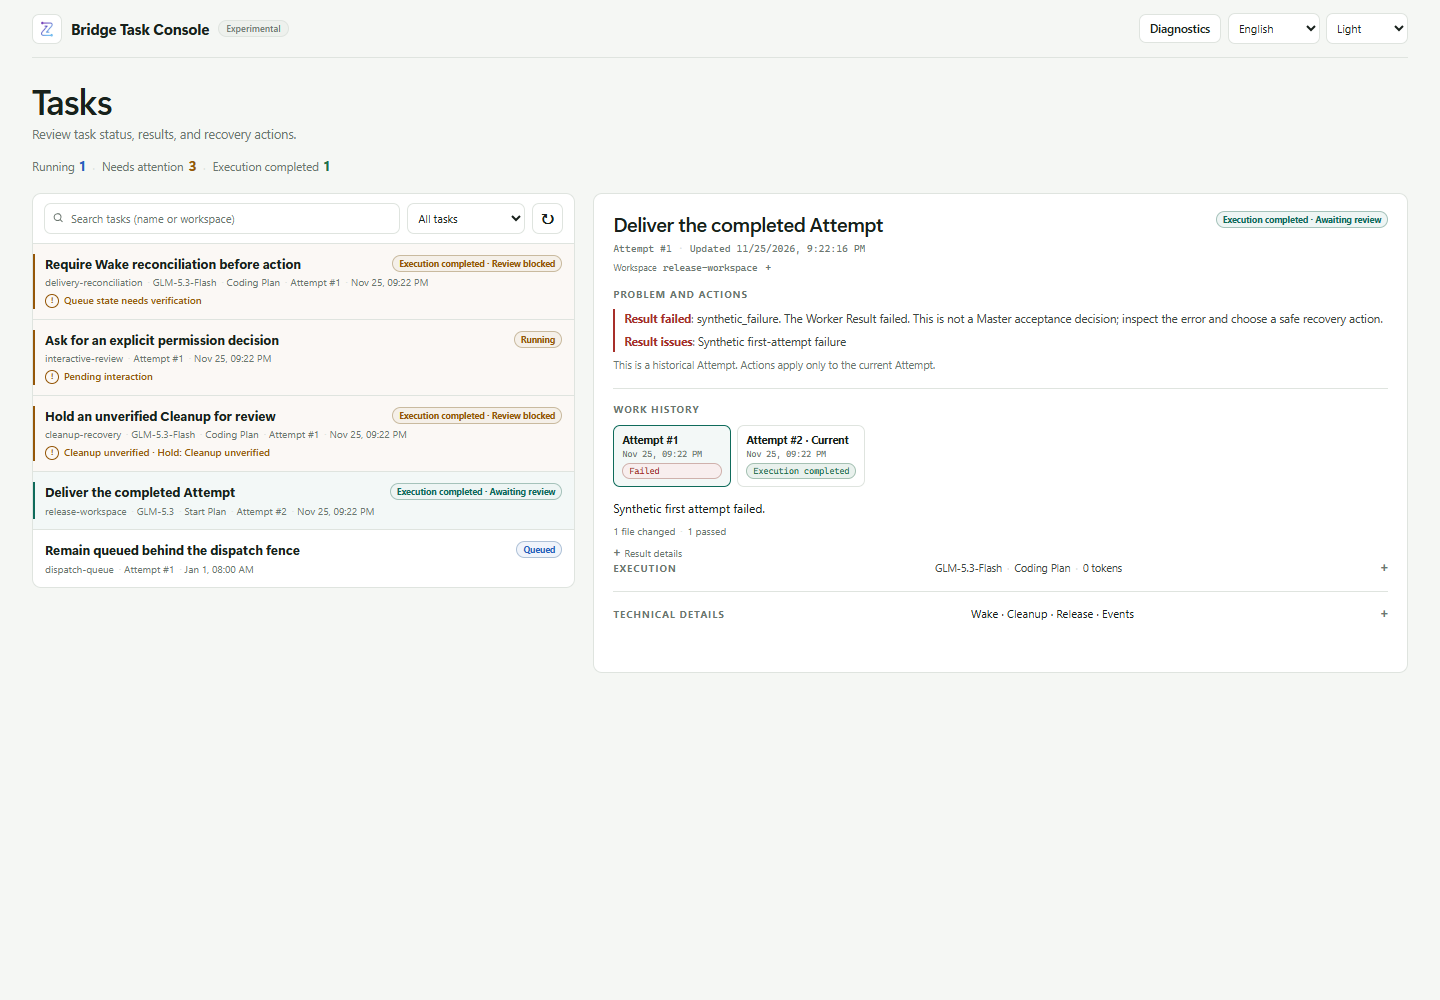 Bridge Task Console Experimental Diagnostics English Light
Tasks
Review task status, results, and recovery actions.
Running 1 · Needs attention 3 · Execution completed 1
Search tasks (name or workspace) All tasks
Require Wake reconciliation before action Execution completed · Review blocked
delivery-reconciliation · GLM-5.3-Flash · Coding Plan · Attempt #1 · Nov 25, 09:22 PM
! Queue state needs verification
Ask for an explicit permission decision Running
interactive-review · Attempt #1 · Nov 25, 09:22 PM
! Pending interaction
Hold an unverified Cleanup for review Execution completed · Review blocked
cleanup-recovery · GLM-5.3-Flash · Coding Plan · Attempt #1 · Nov 25, 09:22 PM
! Cleanup unverified · Hold: Cleanup unverified
Deliver the completed Attempt Execution completed · Awaiting review
release-workspace · GLM-5.3 · Start Plan · Attempt #2 · Nov 25, 09:22 PM
Remain queued behind the dispatch fence Queued
dispatch-queue · Attempt #1 · Jan 1, 08:00 AM
Deliver the completed Attempt Execution completed · Awaiting review
Attempt #1 · Updated 11/25/2026, 9:22:16 PM
Workspace release-workspace +
PROBLEM AND ACTIONS
Result failed: synthetic_failure. The Worker Result failed. This is not a Master acceptance decision; inspect the error and choose a safe recovery action.
Result issues: Synthetic first-attempt failure
This is a historical Attempt. Actions apply only to the current Attempt.
WORK HISTORY
Attempt #1
Nov 25, 09:22 PM
Failed
Attempt #2 · Current
Nov 25, 09:22 PM
Execution completed
Synthetic first attempt failed.
1 file changed · 1 passed
+ Result details
EXECUTION GLM-5.3-Flash · Coding Plan · 0 tokens +
TECHNICAL DETAILS Wake · Cleanup · Release · Events +